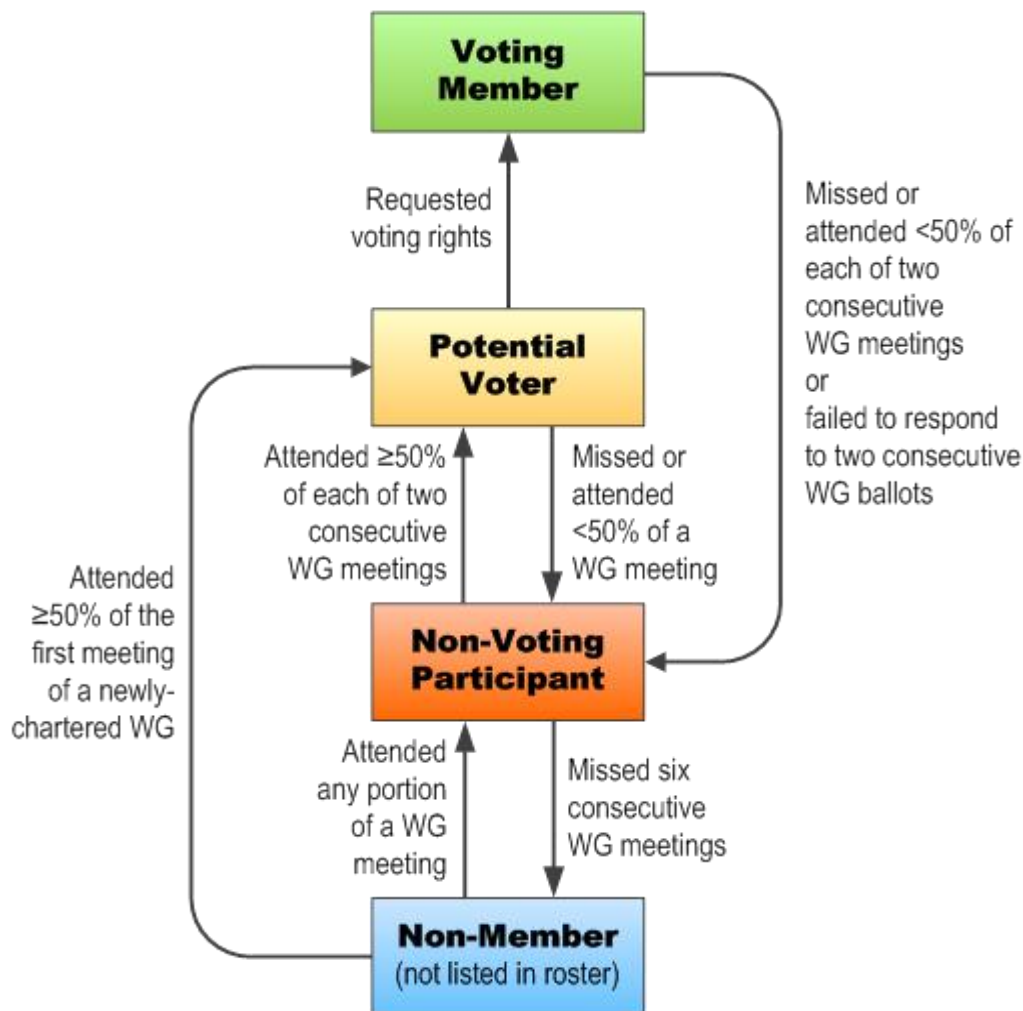 Voting
Member
Requested
voting rights
Missed or
attended <50% of
each of two
consecutive
WG meetings
or
failed to respond
to two consecutive
WG ballots
Potential
Voter
Attended ≥50%
of each of two
consecutive
WG meetings
Missed or
attended
<50% of a
WG meeting
Attended
≥50% of the
first meeting
of a newly-
chartered WG
Non-Voting
Participant
Attended
any portion
of a WG
meeting
Missed six
consecutive
WG meetings
Non-Member
(not listed in roster)